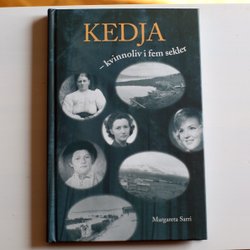 KEDJA
– kvinnoliv i fem sekler
Margareta Sarri